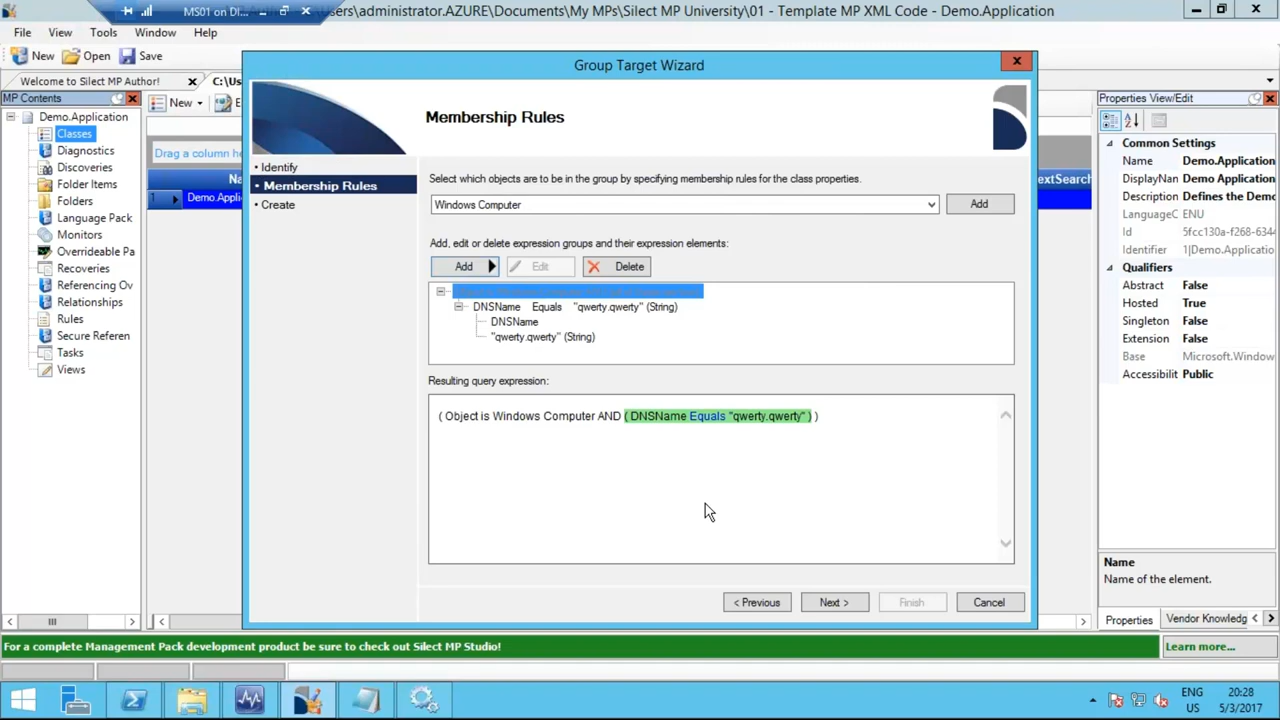 MS01 on DI...
Users\administrator.AZURE\Documents\My MPs\Silect MP University\01 - Template MP XML Code - Demo.Application
File View Tools Window Help
New Open Save
Welcome to Silect MP Author!
C:\Us
MP Contents
New
Demo.Application
Classes
Diagnostics
Discoveries
Folder Items
Folders
Language Pack
Monitors
Overrideable Pa
Recoveries
Referencing Ov
Relationships
Rules
Secure Referen
Tasks
Views
Drag a column he
Na
1 Demo.Appli
Group Target Wizard
Membership Rules
• Identify
• Membership Rules
• Create
Select which objects are to be in the group by specifying membership rules for the class properties.
Windows Computer
Add
Add, edit or delete expression groups and their expression elements:
Add Edit Delete
DNSName Equals "qwerty.qwerty" (String)
DNSName
"qwerty.qwerty" (String)
Resulting query expression:
( Object is Windows Computer AND ( DNSName Equals "qwerty.qwerty" ) )
< Previous Next > Finish Cancel
extSearch
Properties View/Edit
Common Settings
Name Demo.Application
DisplayNam Demo.Application
Description Defines the Demo
LanguageC ENU
Id 5fcc130a-f268-6344
Identifier 1|Demo.Applicatio
Qualifiers
Abstract False
Hosted True
Singleton False
Extension False
Base Microsoft.Window
Accessibilit Public
Name
Name of the element.
Properties Vendor Knowledg
For a complete Management Pack development product be sure to check out Silect MP Studio!
Learn more...
ENG
US
20:28
5/3/2017